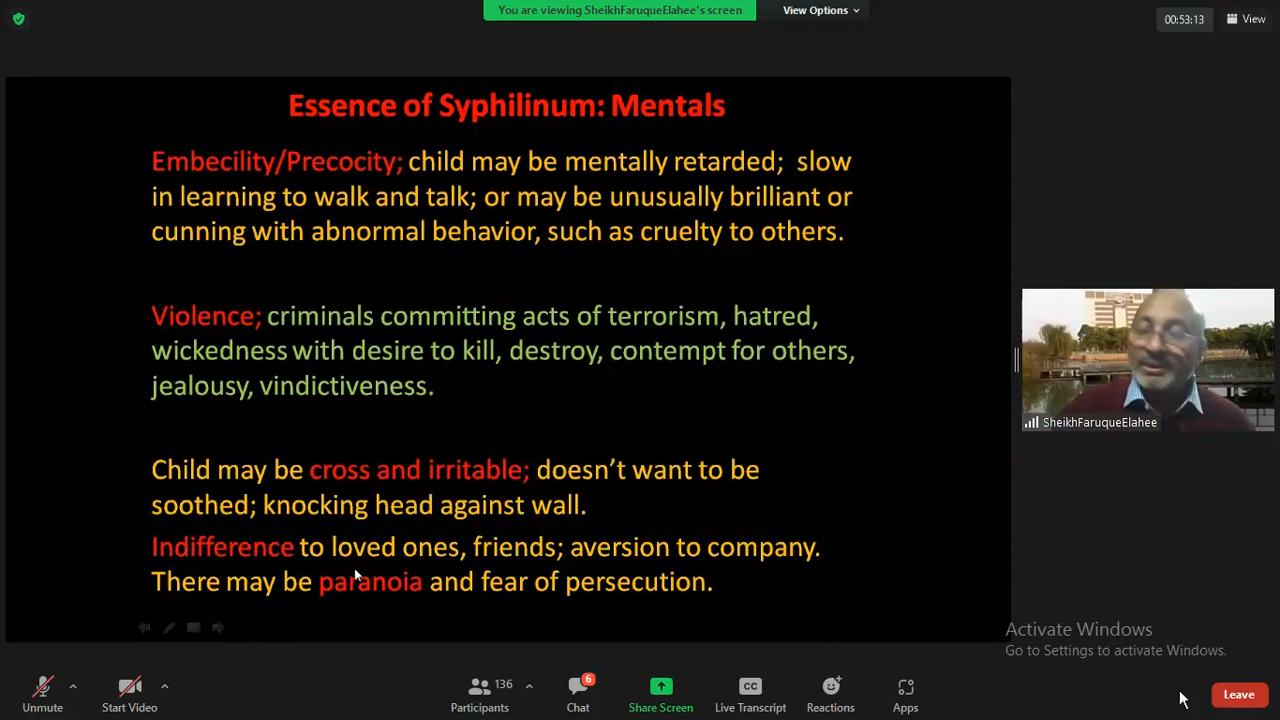 You are viewing SheikhFaruqueElahee's screen
View Options
00:53:13
View
Essence of Syphilinum: Mentals
Embecility/Precocity; child may be mentally retarded; slow
in learning to walk and talk; or may be unusually brilliant or
cunning with abnormal behavior, such as cruelty to others.
Violence; criminals committing acts of terrorism, hatred,
wickedness with desire to kill, destroy, contempt for others,
jealousy, vindictiveness.
Child may be cross and irritable; doesn't want to be
soothed; knocking head against wall.
Indifference to loved ones, friends; aversion to company.
There may be paranoia and fear of persecution.
SheikhFaruqueElahee
Activate Windows
Go to Settings to activate Windows.
Unmute
Start Video
136
Participants
6
Chat
Share Screen
CC
Live Transcript
Reactions
Apps
Leave